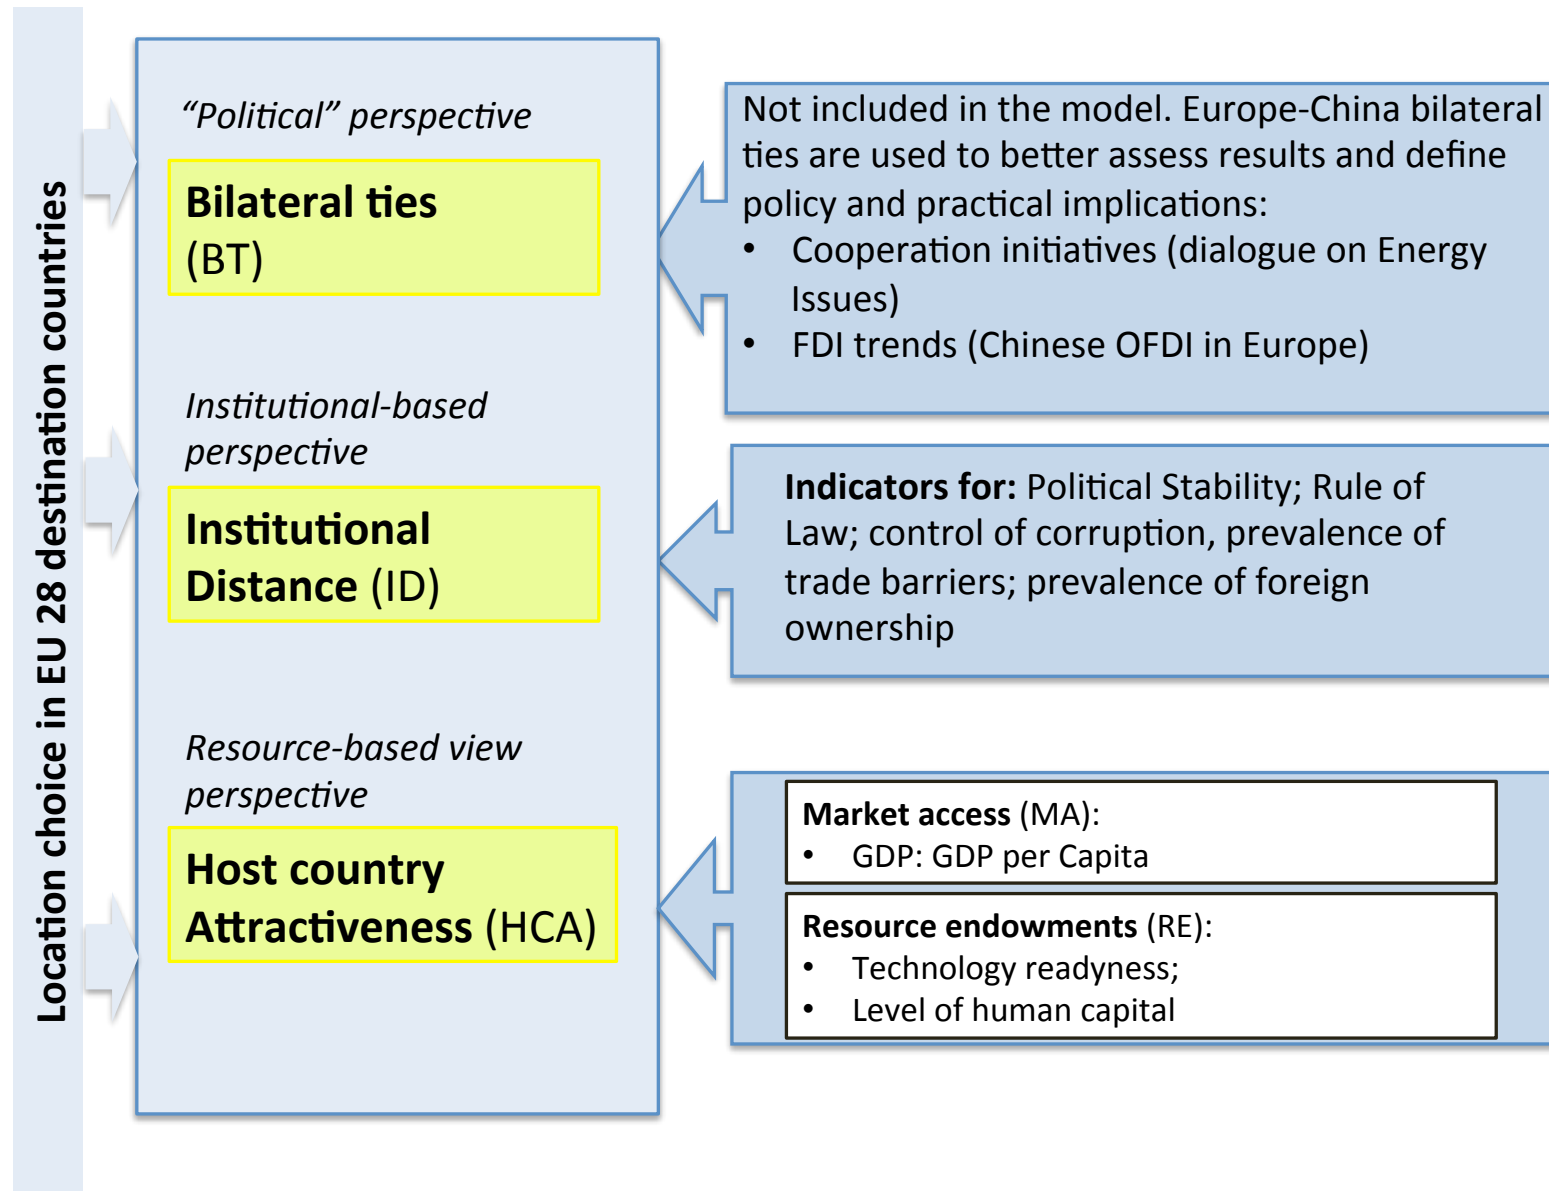 Location choice in EU 28 destination countries
“Political” perspective
Bilateral ties
(BT)
Not included in the model. Europe-China bilateral
ties are used to better assess results and define
policy and practical implications:
• Cooperation initiatives (dialogue on Energy
Issues)
• FDI trends (Chinese OFDI in Europe)
Institutional-based
perspective
Institutional
Distance (ID)
Indicators for: Political Stability; Rule of
Law; control of corruption, prevalence of
trade barriers; prevalence of foreign
ownership
Resource-based view
perspective
Host country
Attractiveness (HCA)
Market access (MA):
• GDP: GDP per Capita
Resource endowments (RE):
• Technology readyness;
• Level of human capital